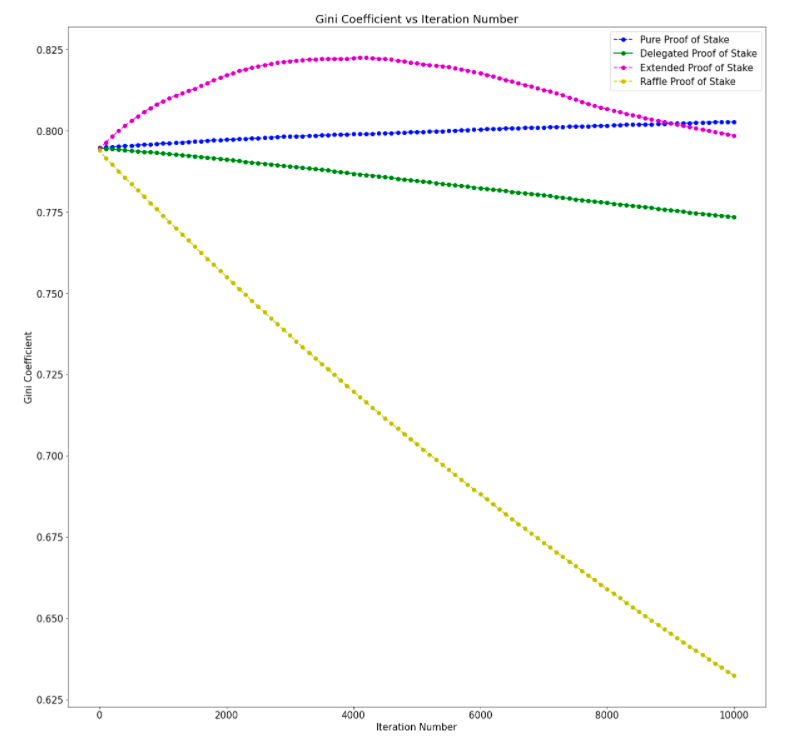 Gini Coefficient vs Iteration Number
Pure Proof of Stake
Delegated Proof of Stake
Extended Proof of Stake
Raffle Proof of Stake
0.825
0.800
0.775
0.750
0.725
0.700
0.675
0.650
0.625
Gini Coefficient
0 2000 4000 6000 8000 10000
Iteration Number